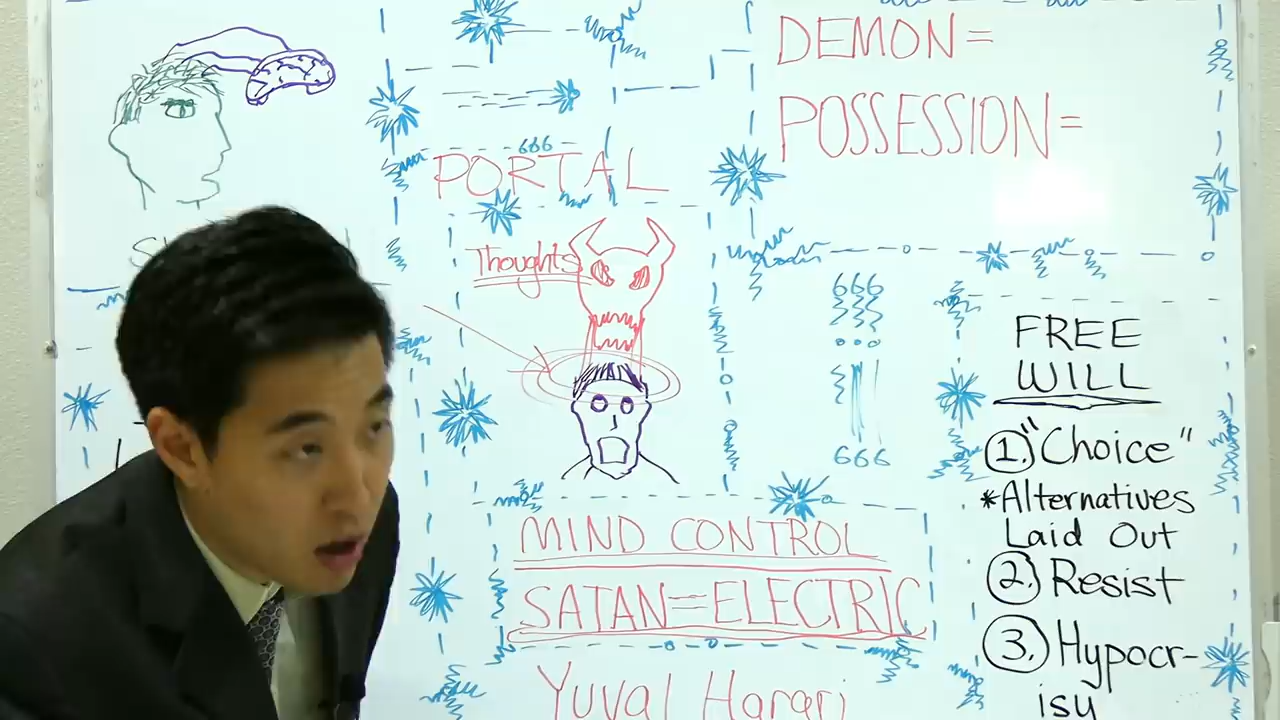 DEMON=
POSSESSION=
666
PORTAL
Thoughts
666
666
FREE
WILL
1. "Choice"
*Alternatives
Laid Out
2. Resist
3. Hypocr-
isy
MIND CONTROL
SATAN=ELECTRIC
Yuval Harari